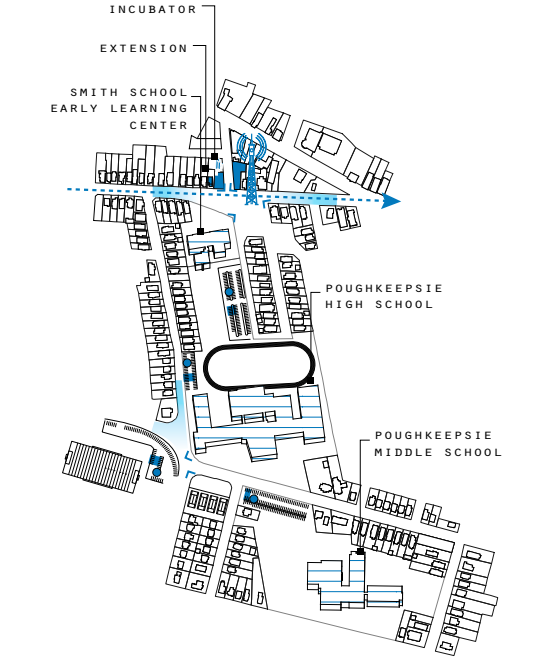 INCUBATOR
EXTENSION
SMITH SCHOOL
EARLY LEARNING
CENTER
POUGHKEEPSIE
HIGH SCHOOL
POUGHKEEPSIE
MIDDLE SCHOOL